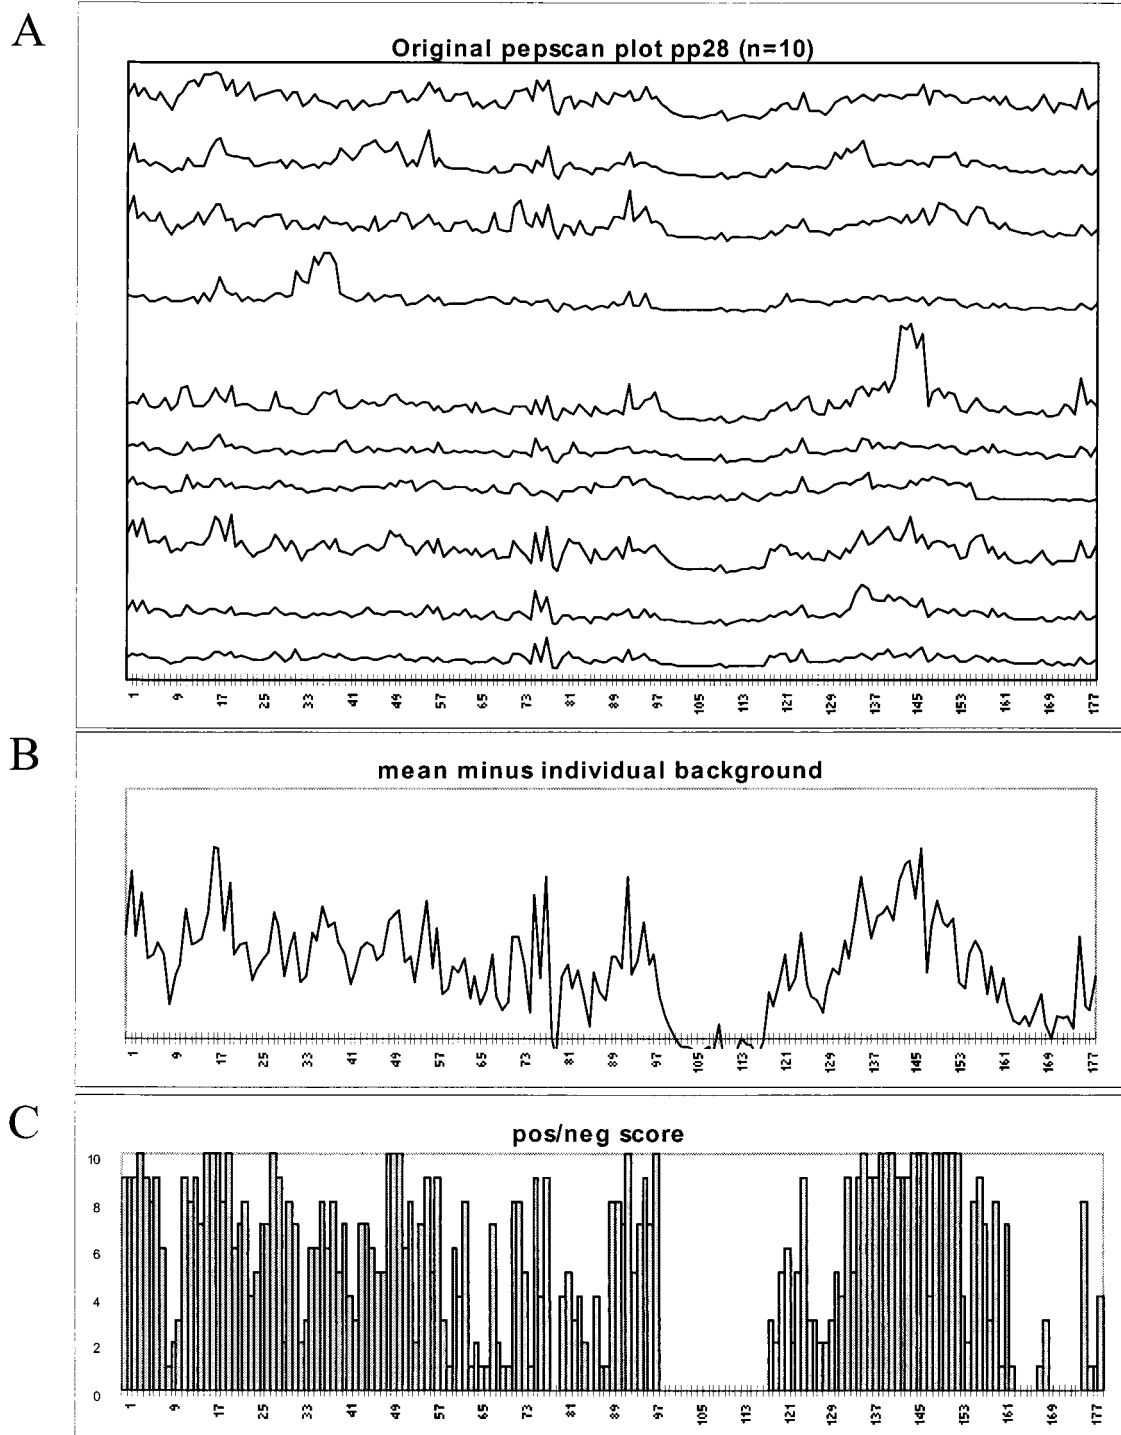 A
Original pepscan plot pp28 (n=10)
1 9 17 25 33 41 49 57 65 73 81 89 97 105 113 121 129 137 145 153 161 169 177
B
mean minus individual background
1 9 17 25 33 41 49 57 65 73 81 89 97 105 113 121 129 137 145 153 161 169 177
C
pos/neg score
10
8
6
4
2
0
1 9 17 25 33 41 49 57 65 73 81 89 97 105 113 121 129 137 145 153 161 169 177